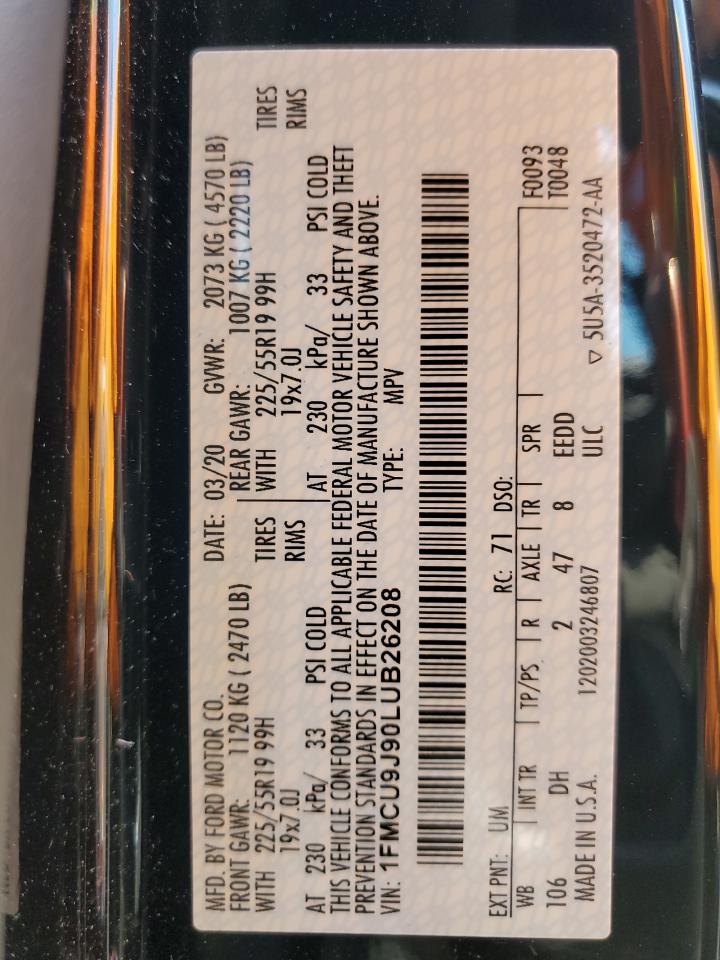 MFD. BY FORD MOTOR CO. DATE: 03/20 GVWR: 2073 KG ( 4570 LB)
FRONT GAWR: 1120 KG ( 2470 LB) REAR GAWR: 1007 KG ( 2220 LB)
WITH 225/55R19 99H TIRES WITH 225/55R19 99H TIRES
19x7.0J RIMS 19x7.0J RIMS
AT 230 kPa/ 33 PSI COLD AT 230 kPa/ 33 PSI COLD
THIS VEHICLE CONFORMS TO ALL APPLICABLE FEDERAL MOTOR VEHICLE SAFETY AND THEFT
PREVENTION STANDARDS IN EFFECT ON THE DATE OF MANUFACTURE SHOWN ABOVE.
VIN: 1FMCU9J90LUB26208 TYPE: MPV
EXT PNT: UM RC: 71 DSO:
WB INT TR TP/PS R AXLE TR SPR F0093
106 DH 2 47 8 EEDD T0048
MADE IN U.S.A. 1202003246807 ULC ▽ 5U5A-3520472-AA